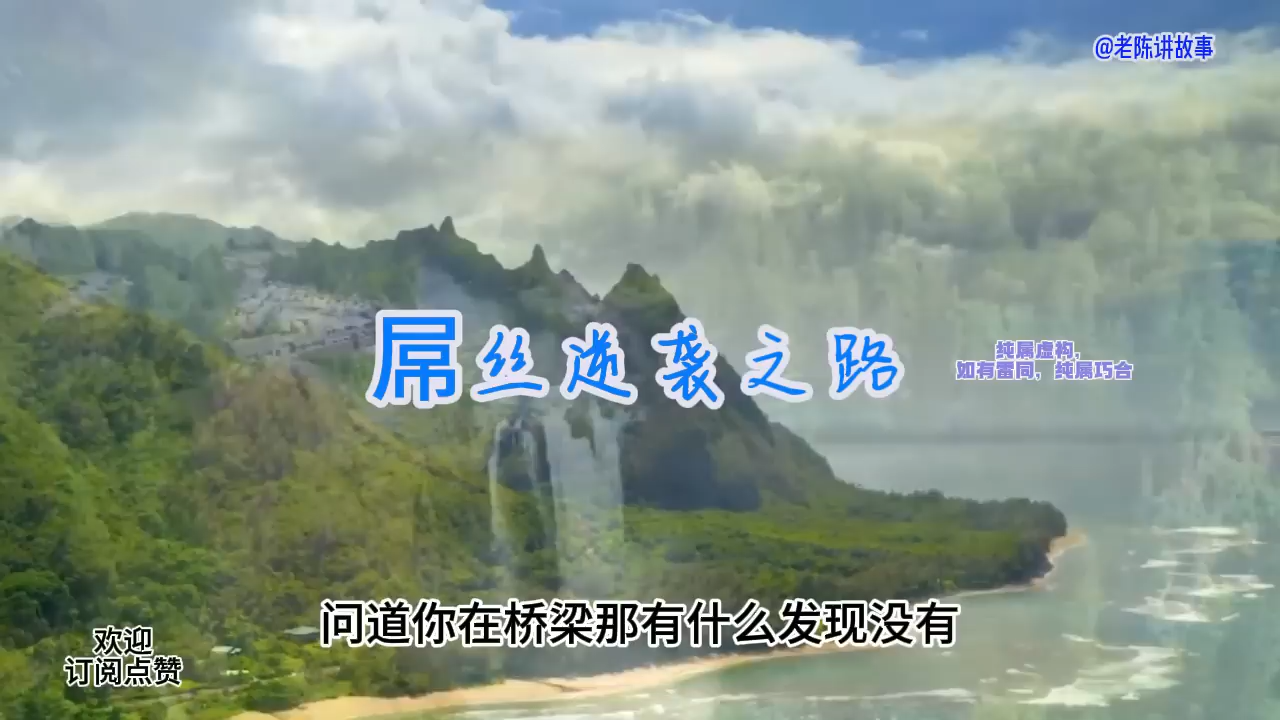 @老陈讲故事
屌丝逆袭之路
纯属虚构，
如有雷同，纯属巧合
问道你在桥梁那有什么发现没有
欢迎
订阅点赞